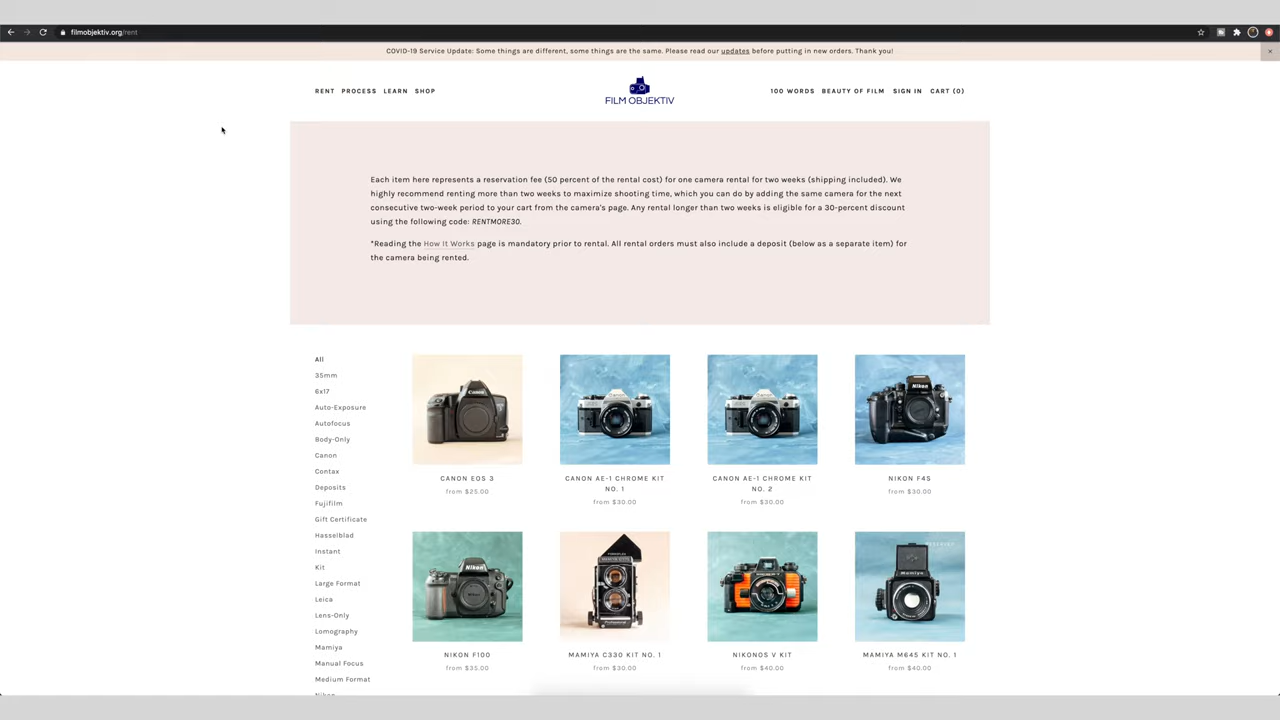 filmobjektiv.org/rent
COVID-19 Service Update: Some things are different, some things are the same. Please read our updates before putting in new orders. Thank you!
RENT PROCESS LEARN SHOP
FILM OBJEKTIV
100 WORDS BEAUTY OF FILM SIGN IN CART (0)
Each item here represents a reservation fee (50 percent of the rental cost) for one camera rental for two weeks (shipping included). We
highly recommend renting more than two weeks to maximize shooting time, which you can do by adding the same camera for the next
consecutive two-week period to your cart from the camera's page. Any rental longer than two weeks is eligible for a 30-percent discount
using the following code: RENTMORE30.
*Reading the How It Works page is mandatory prior to rental. All rental orders must also include a deposit (below as a separate item) for
the camera being rented.
All
35mm
6x17
Auto-Exposure
Autofocus
Body-Only
Canon
Contax
Deposits
Fujifilm
Gift Certificate
Hasselblad
Instant
Kit
Large Format
Leica
Lens-Only
Lomography
Mamiya
Manual Focus
Medium Format
Nikon
Canon
CANON EOS 3
from $25.00
CANON AE-1 CHROME KIT
NO. 1
from $30.00
CANON AE-1 CHROME KIT
NO. 2
from $30.00
Nikon
NIKON F4S
from $30.00
Nikon
NIKON F100
from $35.00
MAMIYA C330 KIT NO. 1
from $30.00
NIKONOS V KIT
from $40.00
Mamiya
MAMIYA M645 KIT NO. 1
from $40.00